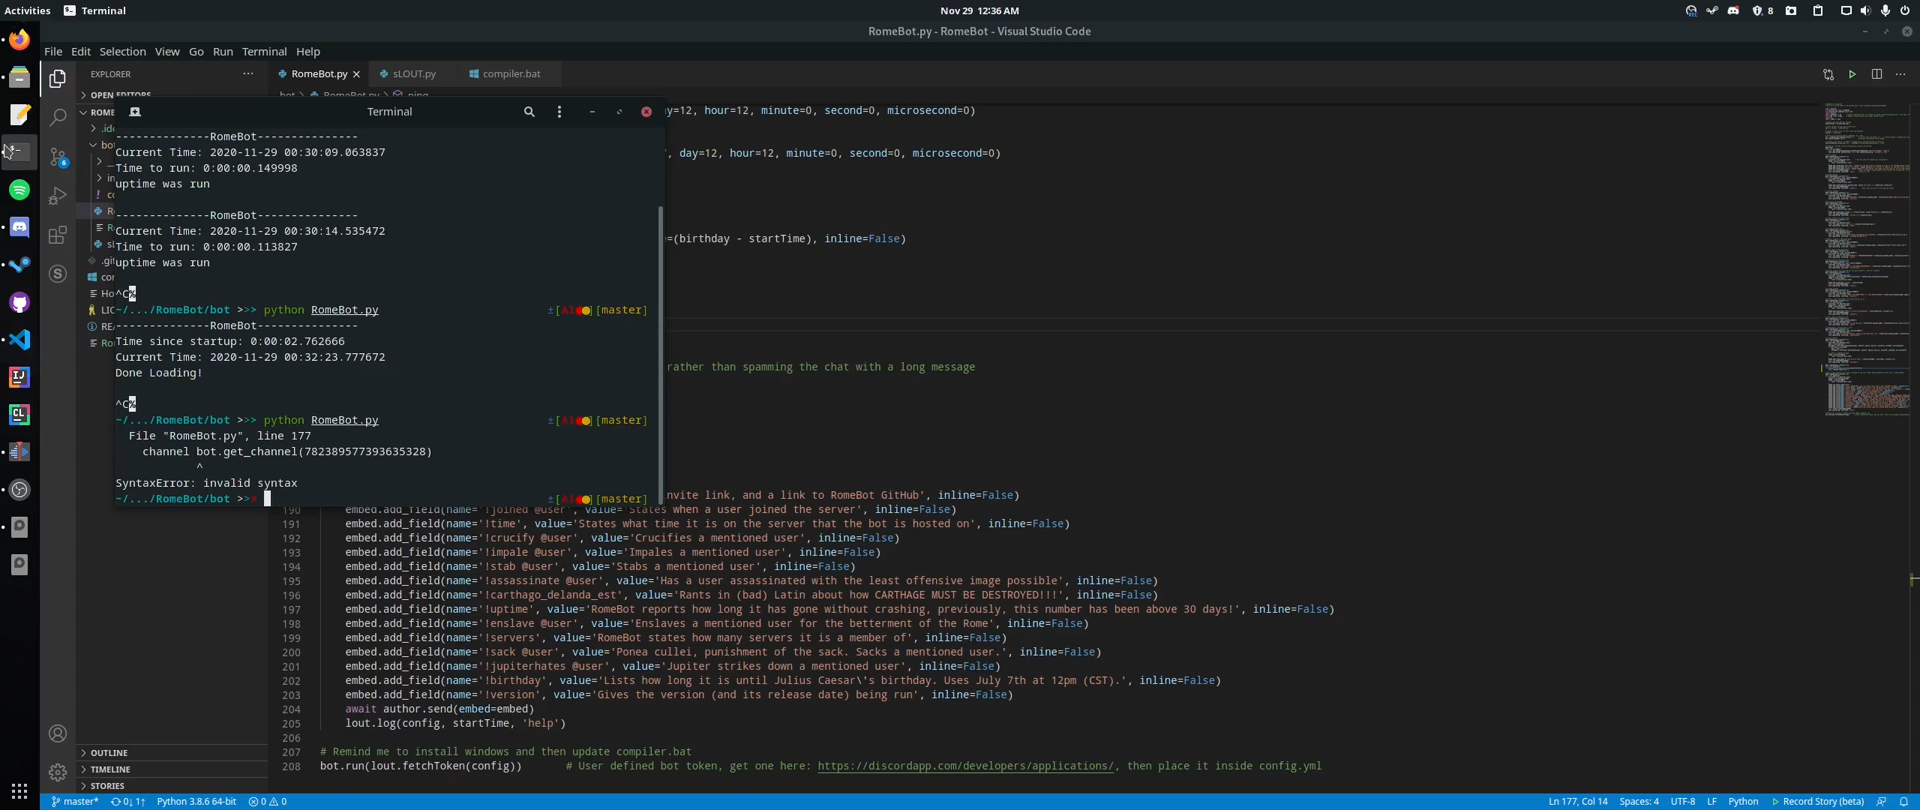 Activities Terminal Nov 29 12:36 AM 8
RomeBot.py - RomeBot - Visual Studio Code
File Edit Selection View Go Run Terminal Help
EXPLORER ··· RomeBot.py sLOUT.py compiler.bat
OPEN EDITORS
Terminal
--------------RomeBot---------------
Current Time: 2020-11-29 00:30:09.063837
Time to run: 0:00:00.149998
uptime was run
--------------RomeBot---------------
Current Time: 2020-11-29 00:30:14.535472
Time to run: 0:00:00.113827
uptime was run
^C%
~/.../RomeBot/bot >>> python RomeBot.py ±[master]
--------------RomeBot---------------
Time since startup: 0:00:02.762666
Current Time: 2020-11-29 00:32:23.777672
Done Loading!
^C%
~/.../RomeBot/bot >>> python RomeBot.py ±[master]
File "RomeBot.py", line 177
channel bot.get_channel(782389577393635328)
^
SyntaxError: invalid syntax
~/.../RomeBot/bot >> ±[master]
day=12, hour=12, minute=0, second=0, microsecond=0)
, day=12, hour=12, minute=0, second=0, microsecond=0)
=(birthday - startTime), inline=False)
rather than spamming the chat with a long message
nvite link, and a link to RomeBot GitHub', inline=False)
190 embed.add_field(name='!joined @user', value='States when a user joined the server', inline=False)
191 embed.add_field(name='!time', value='States what time it is on the server that the bot is hosted on', inline=False)
192 embed.add_field(name='!crucify @user', value='Crucifies a mentioned user', inline=False)
193 embed.add_field(name='!impale @user', value='Impales a mentioned user', inline=False)
194 embed.add_field(name='!stab @user', value='Stabs a mentioned user', inline=False)
195 embed.add_field(name='!assassinate @user', value='Has a user assassinated with the least offensive image possible', inline=False)
196 embed.add_field(name='!carthago_delanda_est', value='Rants in (bad) Latin about how CARTHAGE MUST BE DESTROYED!!!', inline=False)
197 embed.add_field(name='!uptime', value='RomeBot reports how long it has gone without crashing, previously, this number has been above 30 days!', inline=False)
198 embed.add_field(name='!enslave @user', value='Enslaves a mentioned user for the betterment of the Rome', inline=False)
199 embed.add_field(name='!servers', value='RomeBot states how many servers it is a member of', inline=False)
200 embed.add_field(name='!sack @user', value='Ponea cullei, punishment of the sack. Sacks a mentioned user.', inline=False)
201 embed.add_field(name='!jupiterhates @user', value='Jupiter strikes down a mentioned user', inline=False)
202 embed.add_field(name='!birthday', value='Lists how long it is until Julius Caesar\'s birthday. Uses July 7th at 12pm (CST).', inline=False)
203 embed.add_field(name='!version', value='Gives the version (and its release date) being run', inline=False)
204 await author.send(embed=embed)
205 lout.log(config, startTime, 'help')
206
207 # Remind me to install windows and then update compiler.bat
208 bot.run(lout.fetchToken(config)) # User defined bot token, get one here: https://discordapp.com/developers/applications/, then place it inside config.yml
OUTLINE
TIMELINE
STORIES
master* 0↓ 1↑ Python 3.8.6 64-bit 0 0 Ln 177, Col 14 Spaces: 4 UTF-8 LF Python Record Story (beta)